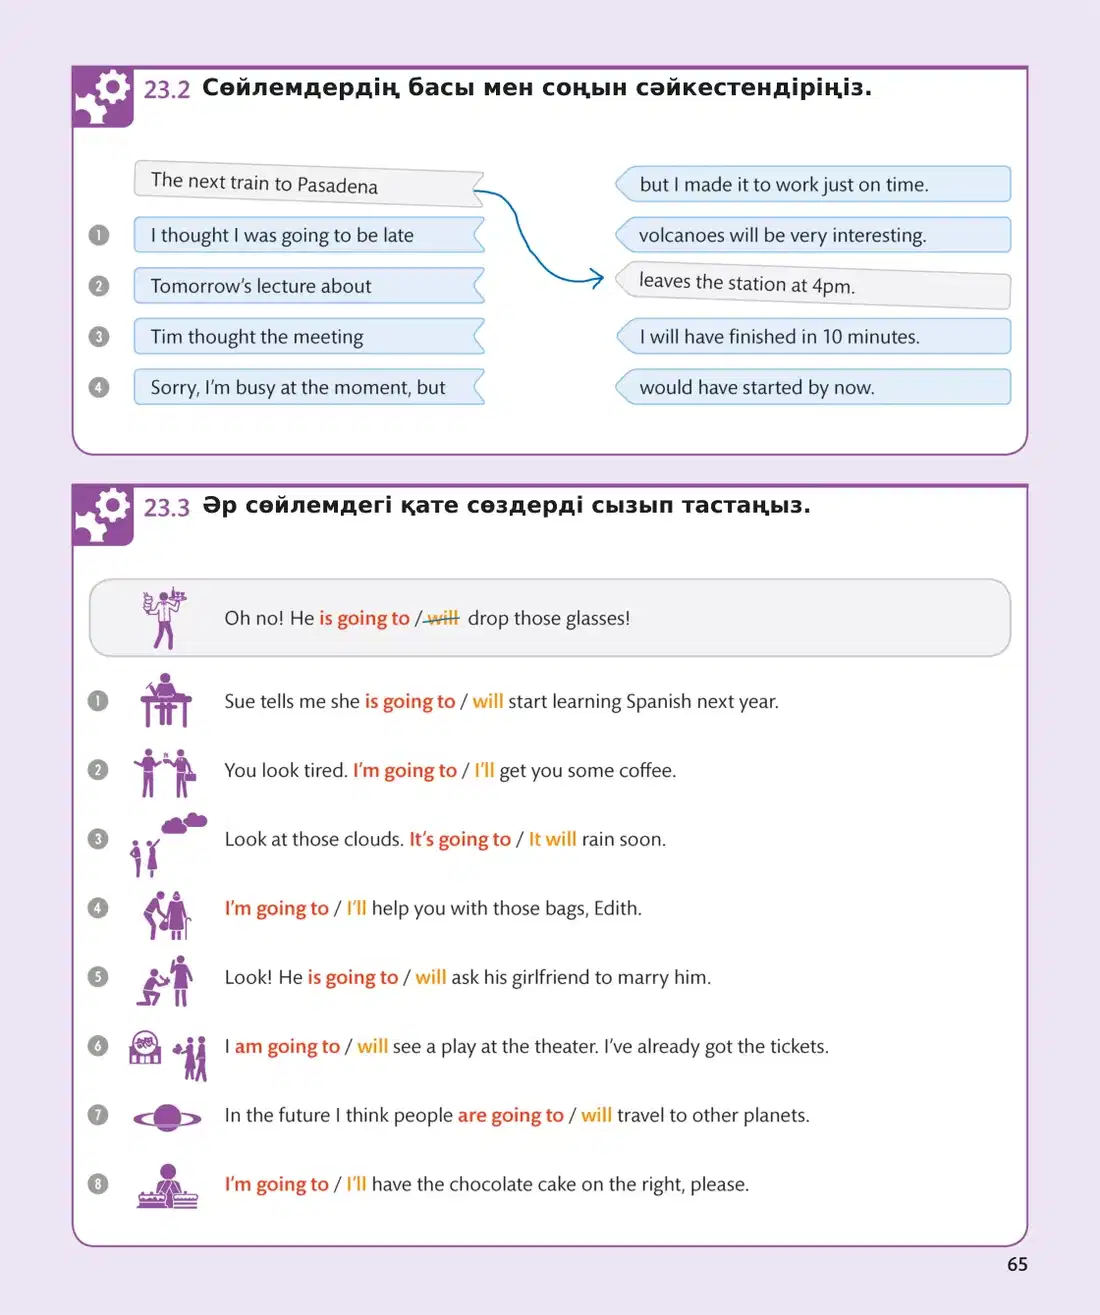 23.2 Сөйлемдердің басы мен соңын сәйкестендіріңіз.
The next train to Pasadena
but I made it to work just on time.
1 I thought I was going to be late
volcanoes will be very interesting.
2 Tomorrow’s lecture about
leaves the station at 4pm.
3 Tim thought the meeting
I will have finished in 10 minutes.
4 Sorry, I’m busy at the moment, but
would have started by now.
23.3 Әр сөйлемдегі қате сөздерді сызып тастаңыз.
Oh no! He is going to / will drop those glasses!
1 Sue tells me she is going to / will start learning Spanish next year.
2 You look tired. I’m going to / I’ll get you some coffee.
3 Look at those clouds. It’s going to / It will rain soon.
4 I’m going to / I’ll help you with those bags, Edith.
5 Look! He is going to / will ask his girlfriend to marry him.
6 I am going to / will see a play at the theater. I’ve already got the tickets.
7 In the future I think people are going to / will travel to other planets.
8 I’m going to / I’ll have the chocolate cake on the right, please.
65